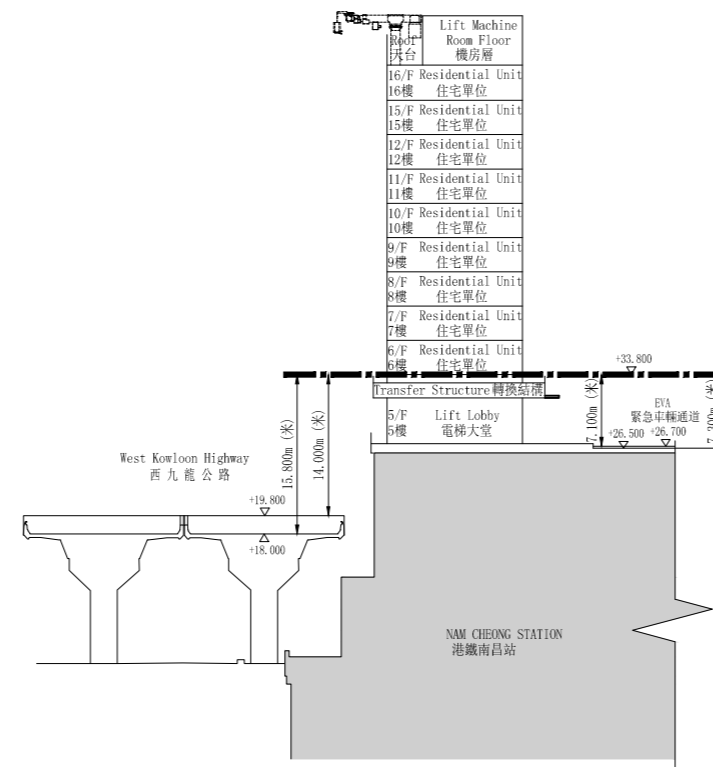 Lift Machine
Roof Room Floor
天台 機房層
16/F Residential Unit
16樓 住宅單位
15/F Residential Unit
15樓 住宅單位
12/F Residential Unit
12樓 住宅單位
11/F Residential Unit
11樓 住宅單位
10/F Residential Unit
10樓 住宅單位
9/F Residential Unit
9樓 住宅單位
8/F Residential Unit
8樓 住宅單位
7/F Residential Unit
7樓 住宅單位
6/F Residential Unit
6樓 住宅單位
+33.800
Transfer Structure 轉換結構
5/F Lift Lobby
5樓 電梯大堂
15.800m (米)
14.000m (米)
7.100m (米)
EVA
緊急車輛通道
+26.500
+26.700
7.300m (米)
West Kowloon Highway
西九龍公路
+19.800
+18.000
NAM CHEONG STATION
港鐵南昌站